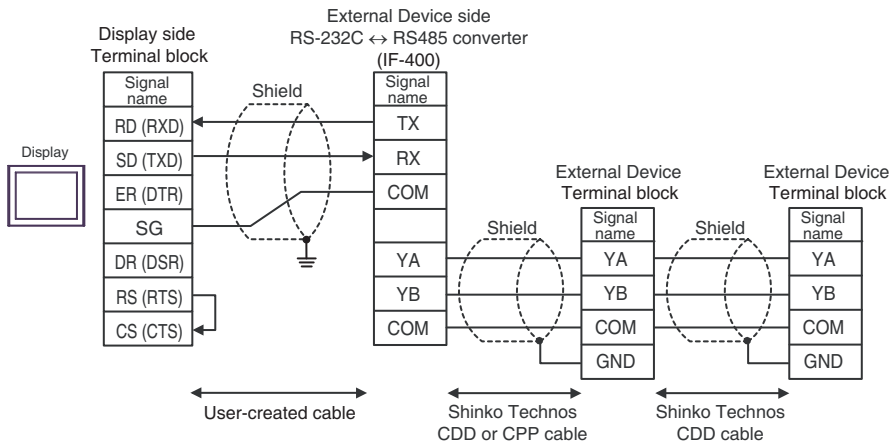 External Device side
RS-232C ↔ RS485 converter
(IF-400)
Display side
Terminal block
Signal
name
RD (RXD)
SD (TXD)
ER (DTR)
SG
DR (DSR)
RS (RTS)
CS (CTS)
Display
Shield
Signal
name
TX
RX
COM
YA
YB
COM
Shield
External Device
Terminal block
Signal
name
YA
YB
COM
GND
Shield
External Device
Terminal block
Signal
name
YA
YB
COM
GND
User-created cable
Shinko Technos
CDD or CPP cable
Shinko Technos
CDD cable